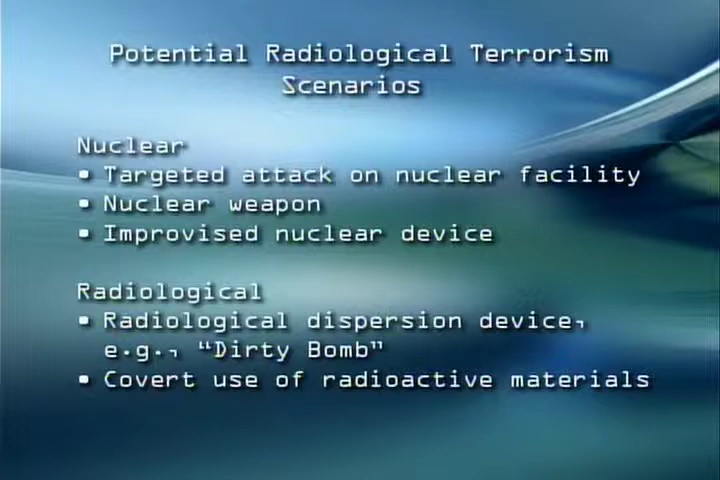 Potential Radiological Terrorism
Scenarios
Nuclear
• Targeted attack on nuclear facility
• Nuclear weapon
• Improvised nuclear device
Radiological
• Radiological dispersion device,
e.g., “Dirty Bomb”
• Covert use of radioactive materials